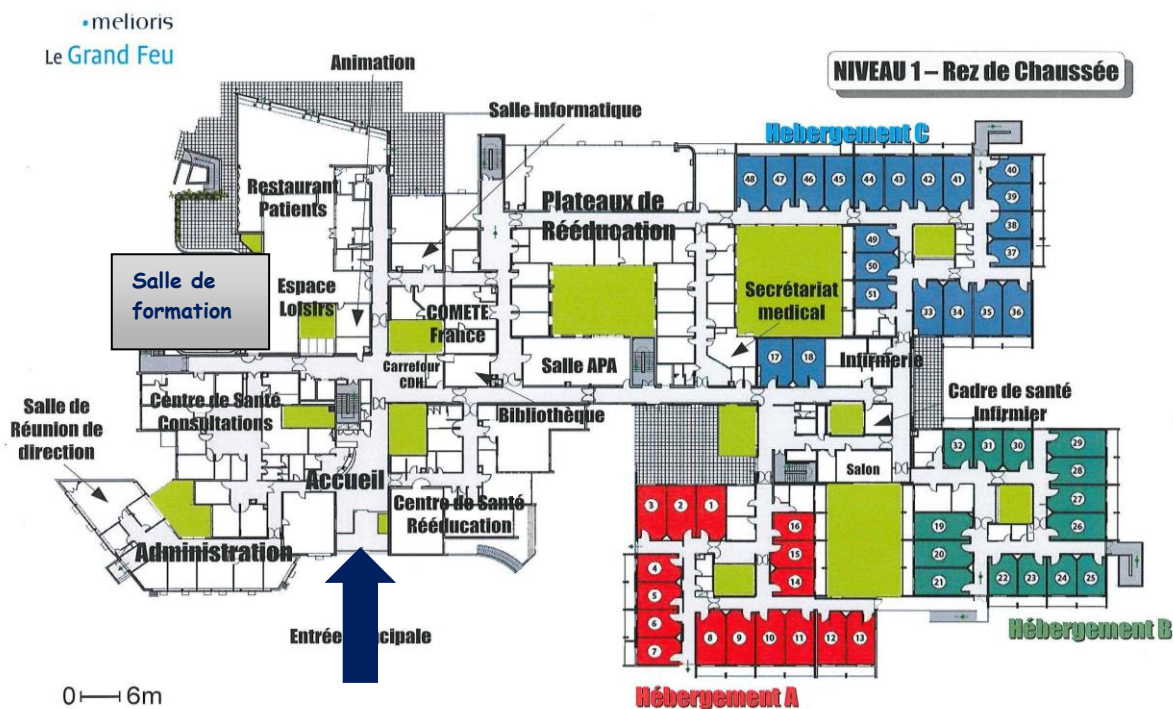 melioris
Le Grand Feu
NIVEAU 1 – Rez de Chaussée
Animation
Salle informatique
Hebergement C
Restaurant
Patients
Plateaux de
Rééducation
48 47 46 45 44 43 42 41
40
39
38
37
49
50
51
33 34 35 36
Salle de
formation
Espace
Loisirs
COMETE
France
Secrétariat
medical
Salle APA
17 18
Infirmerie
Carrefour
CDH
Bibliothèque
Centre de Santé
Consultations
Cadre de santé
Infirmier
Salle de
Réunion de
direction
Salon
32 31 30
29
28
27
26
Accueil
Centre de Santé
Rééducation
Administration
3 2 1
16
15
14
19
20
21
4
5
6
7
22 23 24 25
8 9 10 11 12 13
Entrée principale
Hébergement B
Hébergement A
0 6m